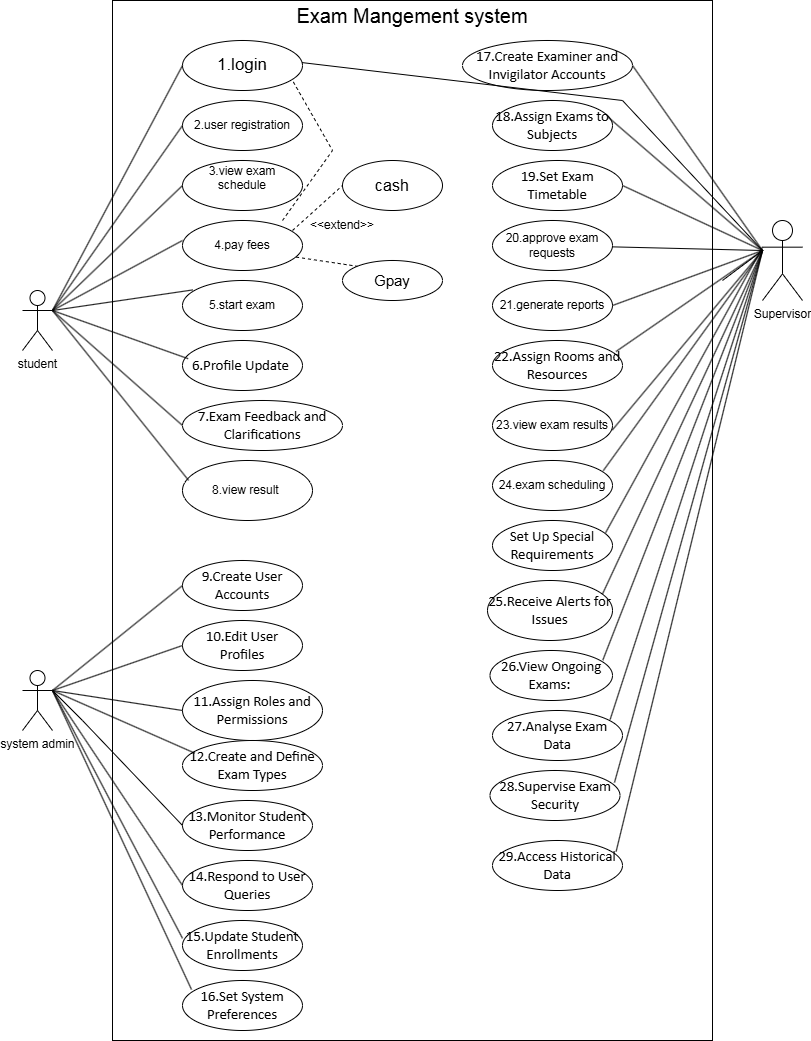 Exam Mangement system
1.login
2.user registration
3.view exam
schedule
cash
<<extend>>
4.pay fees
Gpay
5.start exam
student
6.Profile Update
7.Exam Feedback and
Clarifications
8.view result
9.Create User
Accounts
10.Edit User
Profiles
11.Assign Roles and
Permissions
system admin
12.Create and Define
Exam Types
13.Monitor Student
Performance
14.Respond to User
Queries
15.Update Student
Enrollments
16.Set System
Preferences
17.Create Examiner and
Invigilator Accounts
18.Assign Exams to
Subjects
19.Set Exam
Timetable
20.approve exam
requests
21.generate reports
Supervisor
22.Assign Rooms and
Resources
23.view exam results
24.exam scheduling
Set Up Special
Requirements
25.Receive Alerts for
Issues
26.View Ongoing
Exams:
27.Analyse Exam
Data
28.Supervise Exam
Security
29.Access Historical
Data